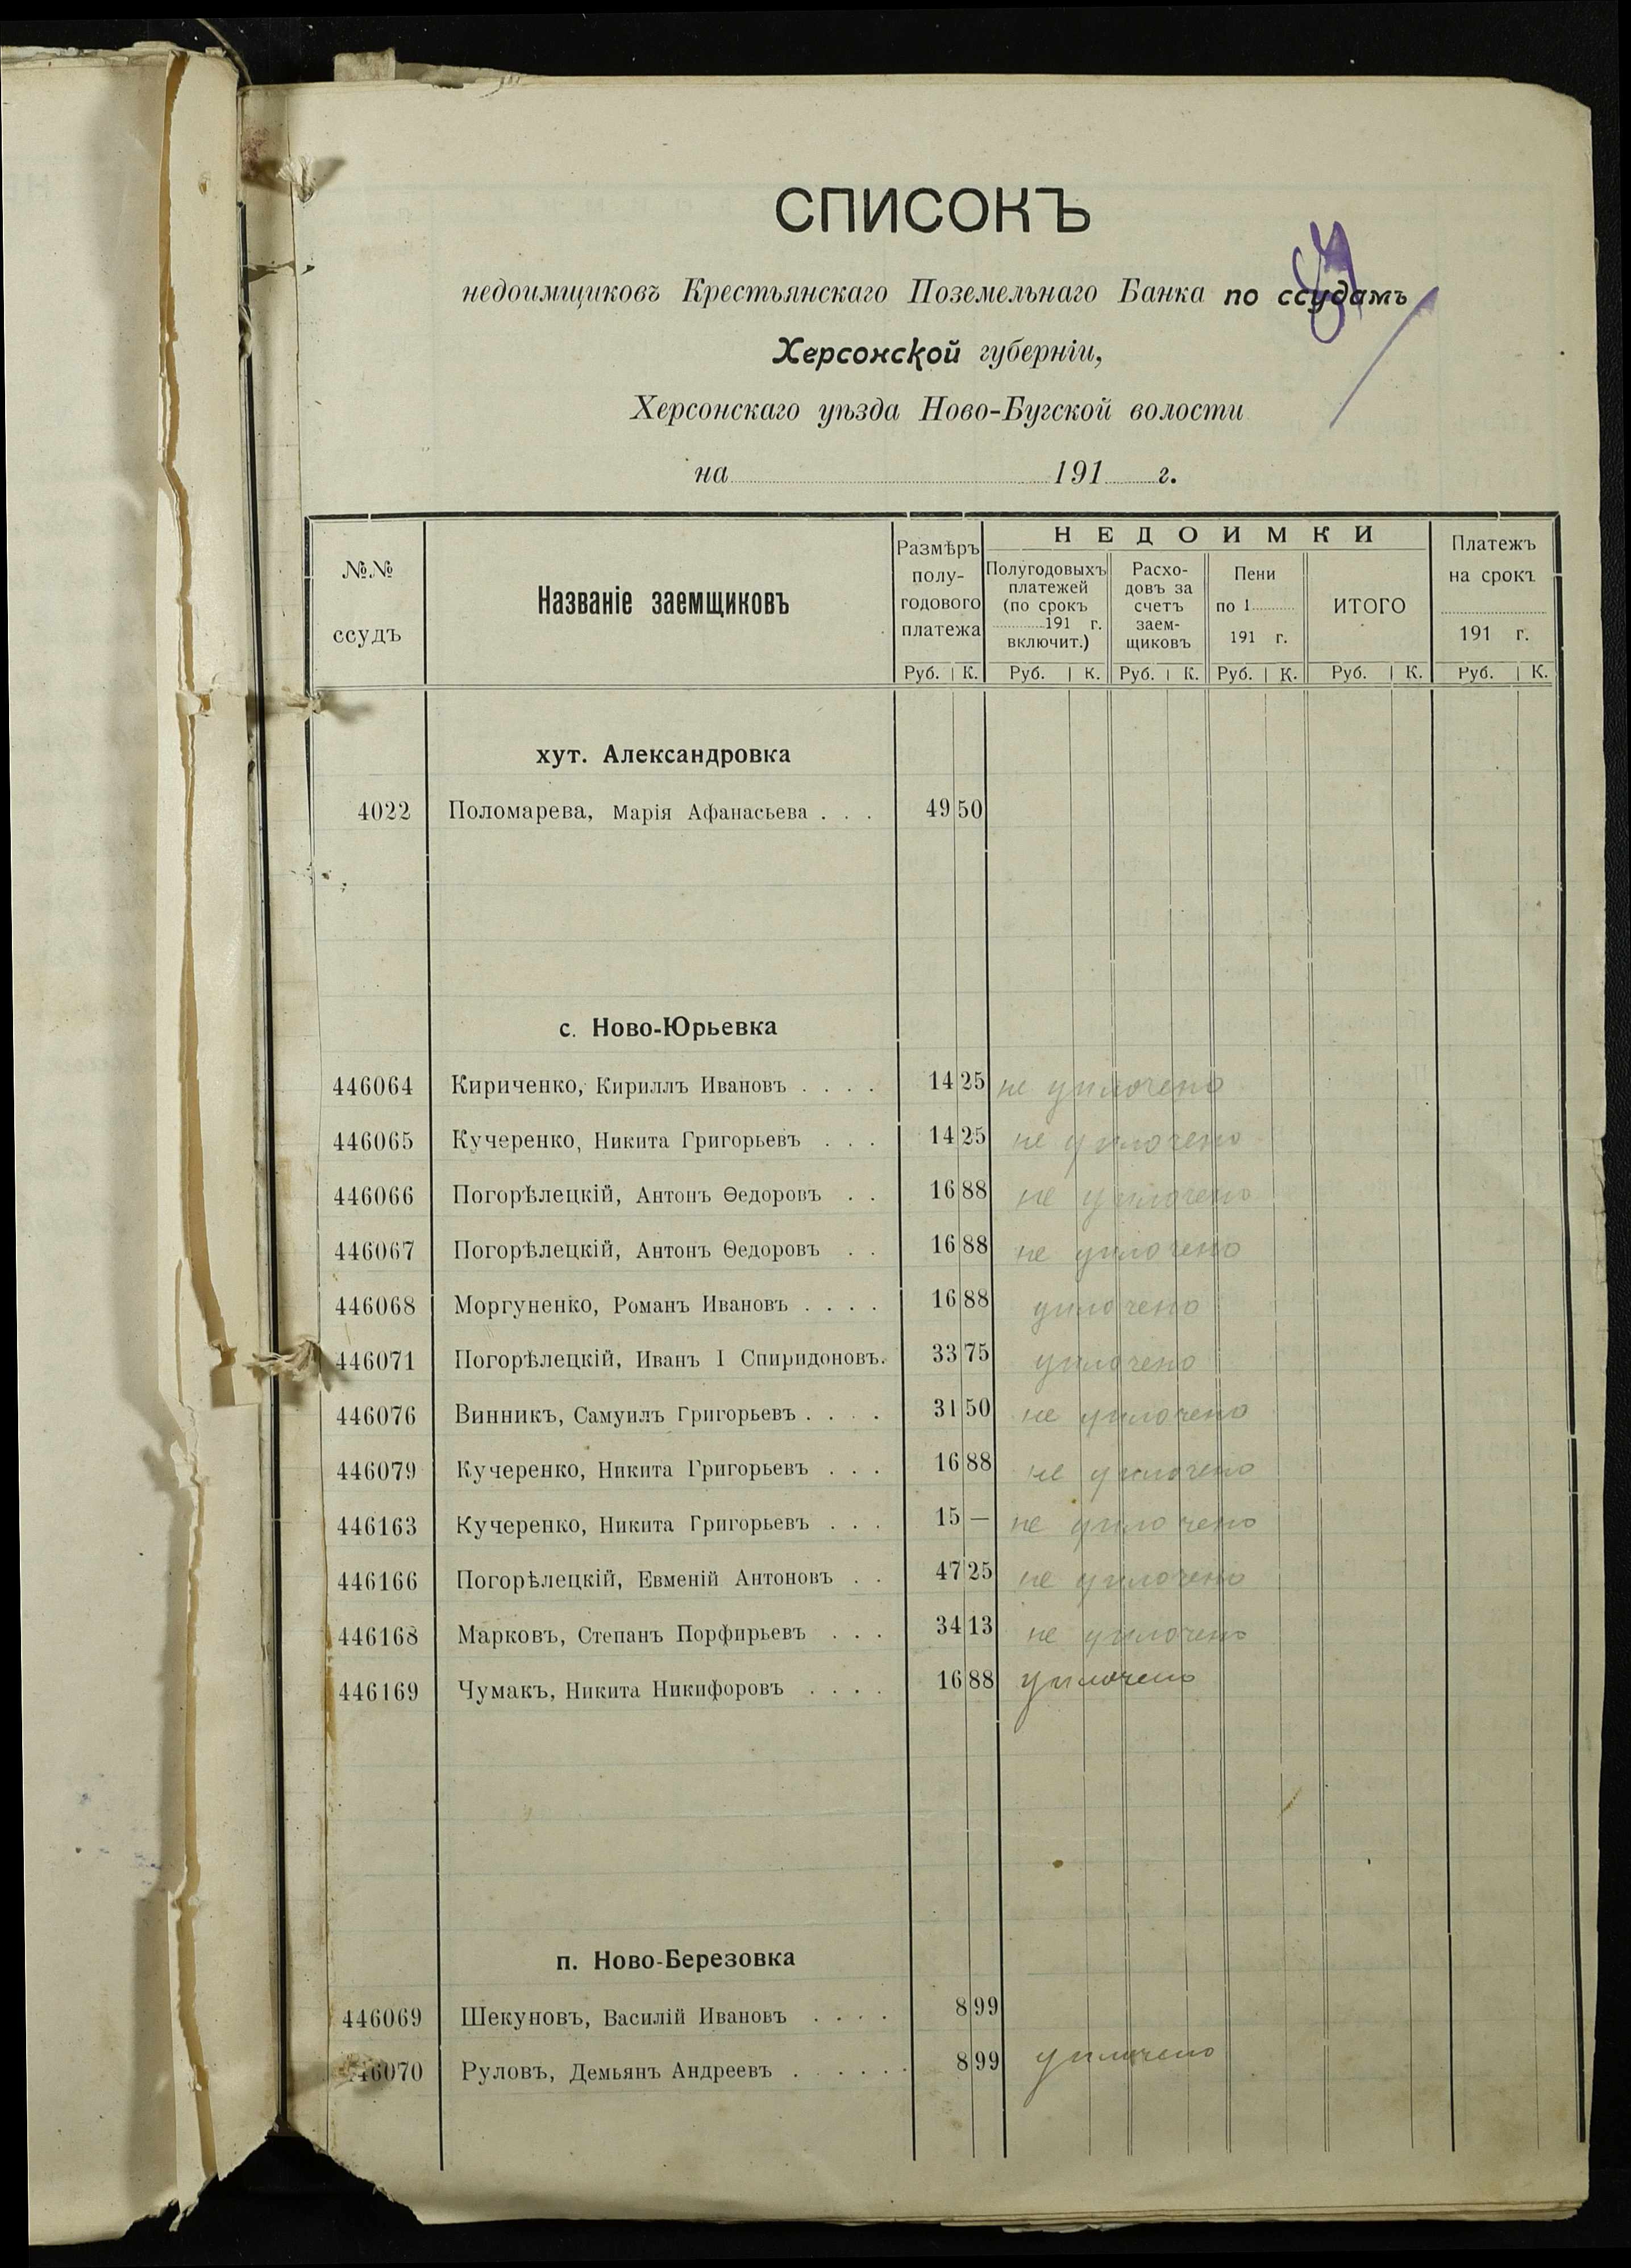 СПИСОКЪ
недоимщиковъ Крестьянскаго Поземельнаго Банка по ссудамъ
Херсонской губерніи,
Херсонскаго уѣзда Ново-Бугской волости
на 191 г.
№№ ссудъ
Названіе заемщиковъ
Размѣръ полу-
годового
платежа
Руб. К.
НЕДОИМКИ
Полугодовыхъ
платежей
(по срокъ
191 г.
включит.)
Руб. К.
Расхо-
довъ за
счетъ
заем-
щиковъ
Руб. К.
Пени
по 1
191 г.
Руб. К.
ИТОГО
Руб. К.
Платежъ
на срокъ
191 г.
Руб. К.
хут. Александровка
4022 Поломарева, Марія Афанасьева . . . 49 50
с. Ново-Юрьевка
446064 Кириченко, Кириллъ Ивановъ . . . . 14 25 не уплочено
446065 Кучеренко, Никита Григорьевъ . . . 14 25 не уплочено
446066 Погорѣлецкій, Антонъ Ѳедоровъ . . 16 88 не уплочено
446067 Погорѣлецкій, Антонъ Ѳедоровъ . . 16 88 не уплочено
446068 Моргуненко, Романъ Ивановъ . . . . 16 88 уплочено
446071 Погорѣлецкій, Иванъ I Спиридоновъ. 33 75 уплочено
446076 Винникъ, Самуилъ Григорьевъ . . . . 31 50 не уплочено
446079 Кучеренко, Никита Григорьевъ . . . 16 88 не уплочено
446163 Кучеренко, Никита Григорьевъ . . . 15 — не уплочено
446166 Погорѣлецкій, Евменій Антоновъ . . 47 25 не уплочено
446168 Марковъ, Степанъ Порфирьевъ . . . 34 13 не уплочено
446169 Чумакъ, Никита Никифоровъ . . . . 16 88 уплочено
п. Ново-Березовка
446069 Шекуновъ, Василій Ивановъ . . . . 8 99
46070 Руловъ, Демьянъ Андреевъ . . . . . . 8 99 уплочено